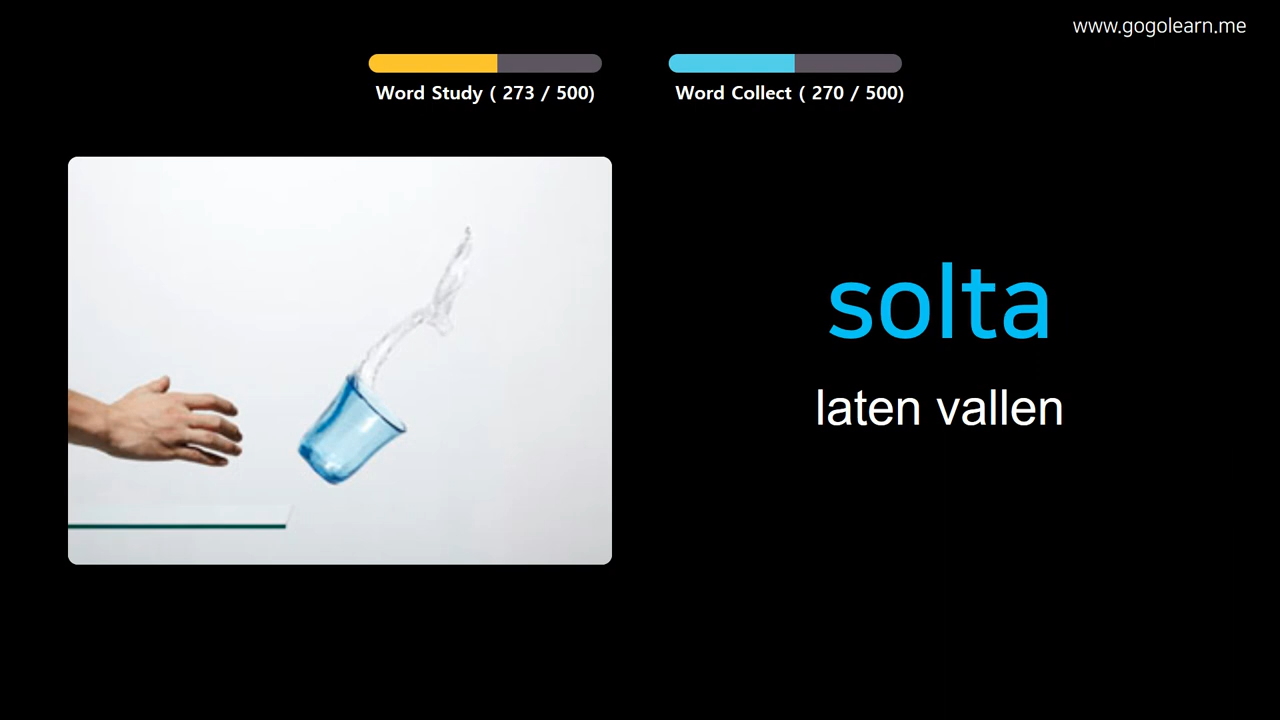 www.gogolearn.me
Word Study ( 273 / 500)
Word Collect ( 270 / 500)
solta
laten vallen